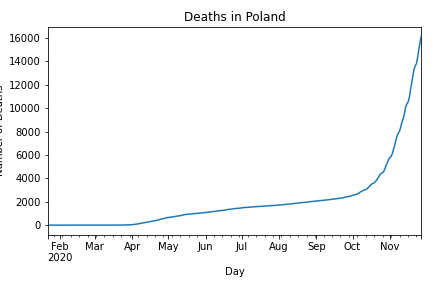 Deaths in Poland
16000
14000
12000
10000
8000
6000
4000
2000
0
Number of Deaths
Feb Mar Apr May Jun Jul Aug Sep Oct Nov
2020
Day